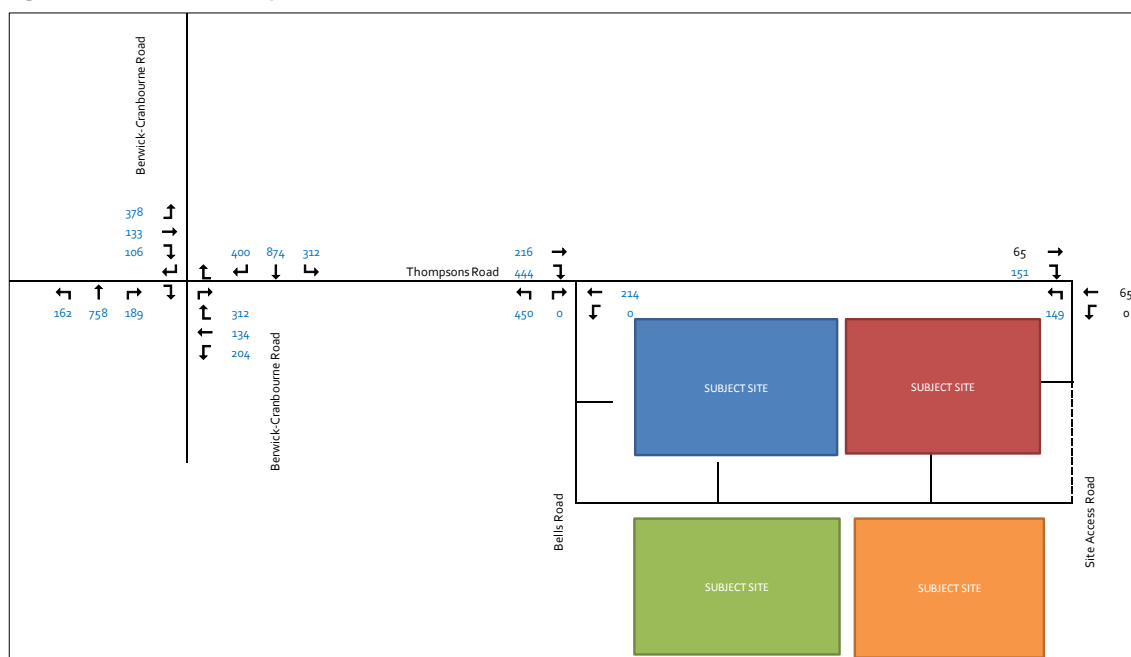 Berwick-Cranbourne Road
378
133
106
400 874 312
216
Thompsons Road
444
65
151
162 758 189
312
134
204
Berwick-Cranbourne Road
450 0
214
0
149
65
0
SUBJECT SITE
SUBJECT SITE
Bells Road
Site Access Road
SUBJECT SITE
SUBJECT SITE